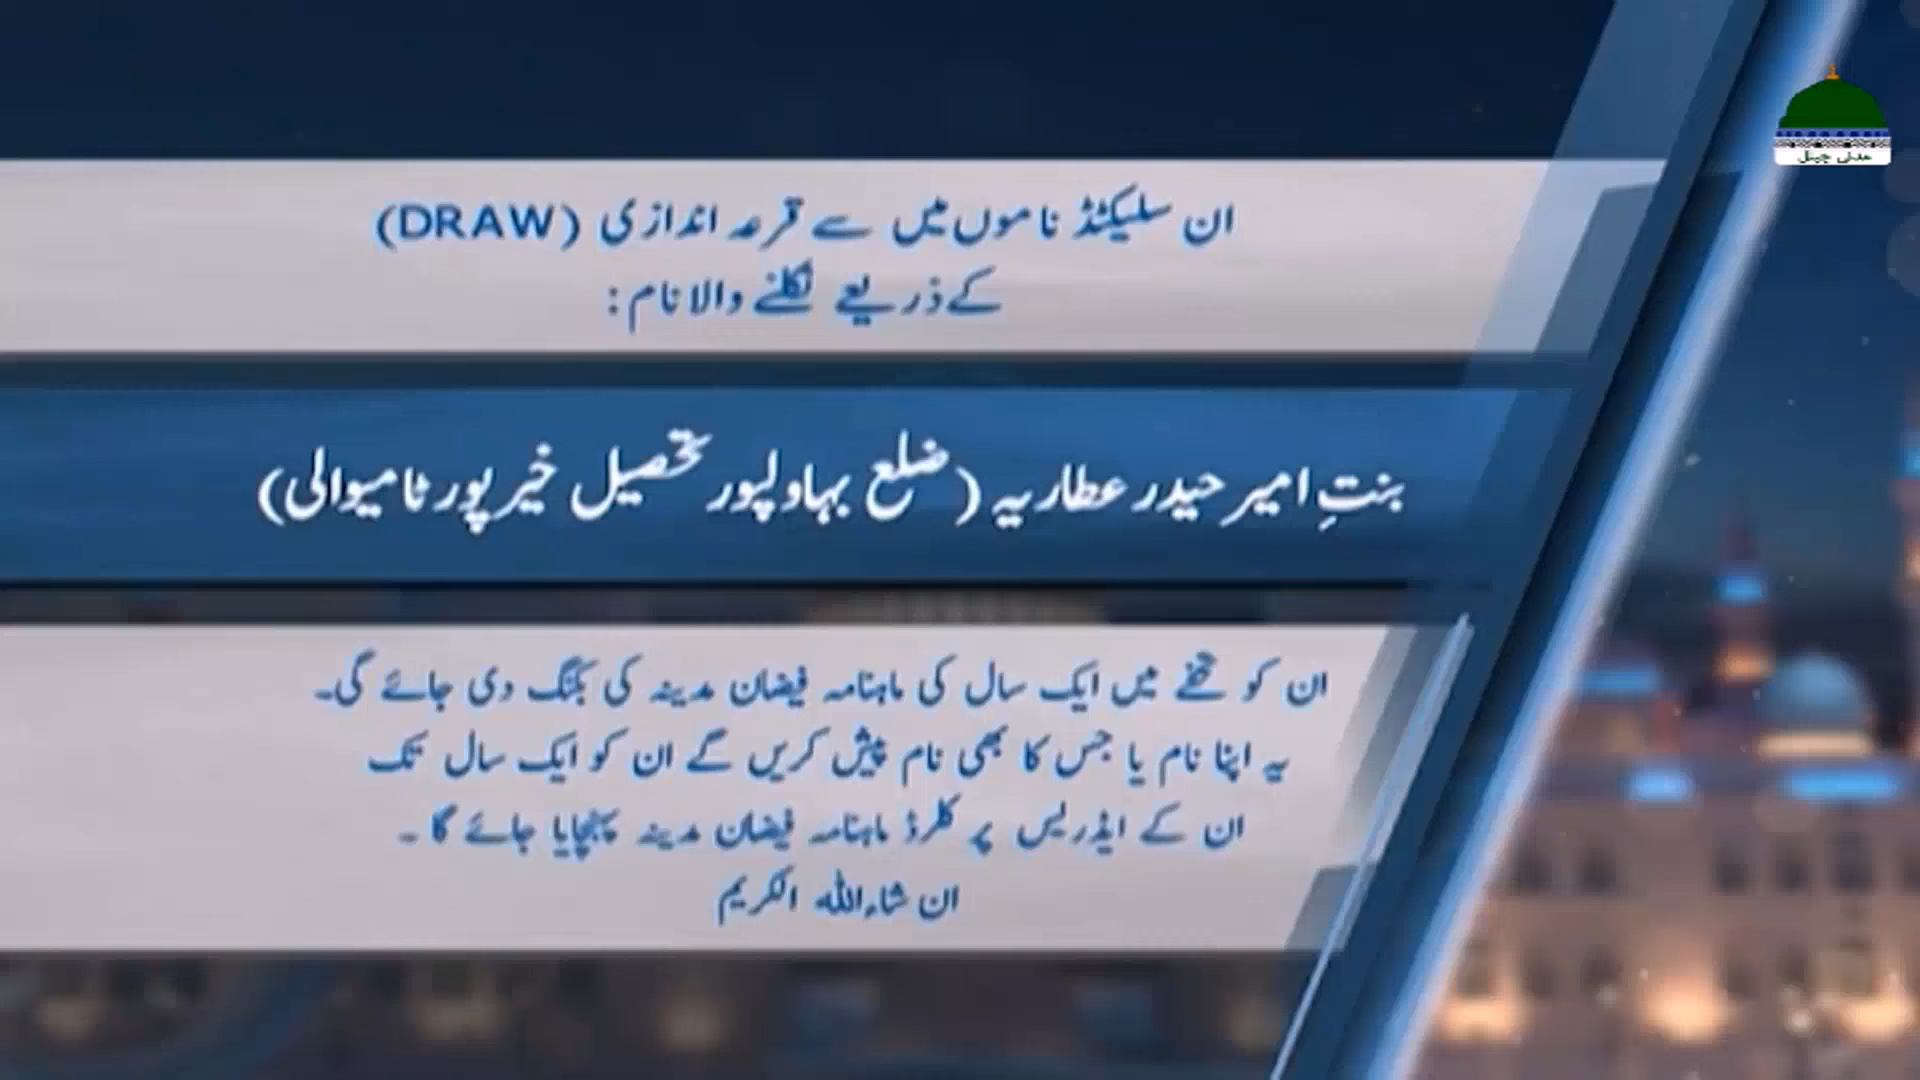 ان سلیکٹڈ ناموں میں سے قرعہ اندازی (DRAW)
کے ذریعے نکلنے والا نام:
بنتِ امیر حیدر عطاریہ (ضلع بہاولپور تحصیل خیرپور ٹامیوالی)
ان کو تحفے میں ایک سال کی ماہنامہ فیضان مدینہ کی بکنگ دی جائے گی۔
یہ اپنا نام یا جس کا بھی نام پیش کریں گے ان کو ایک سال تک
ان کے ایڈریس پر کلرڈ ماہنامہ فیضان مدینہ پہنچایا جائے گا۔
ان شاءاللہ الکریم
مدنی چینل